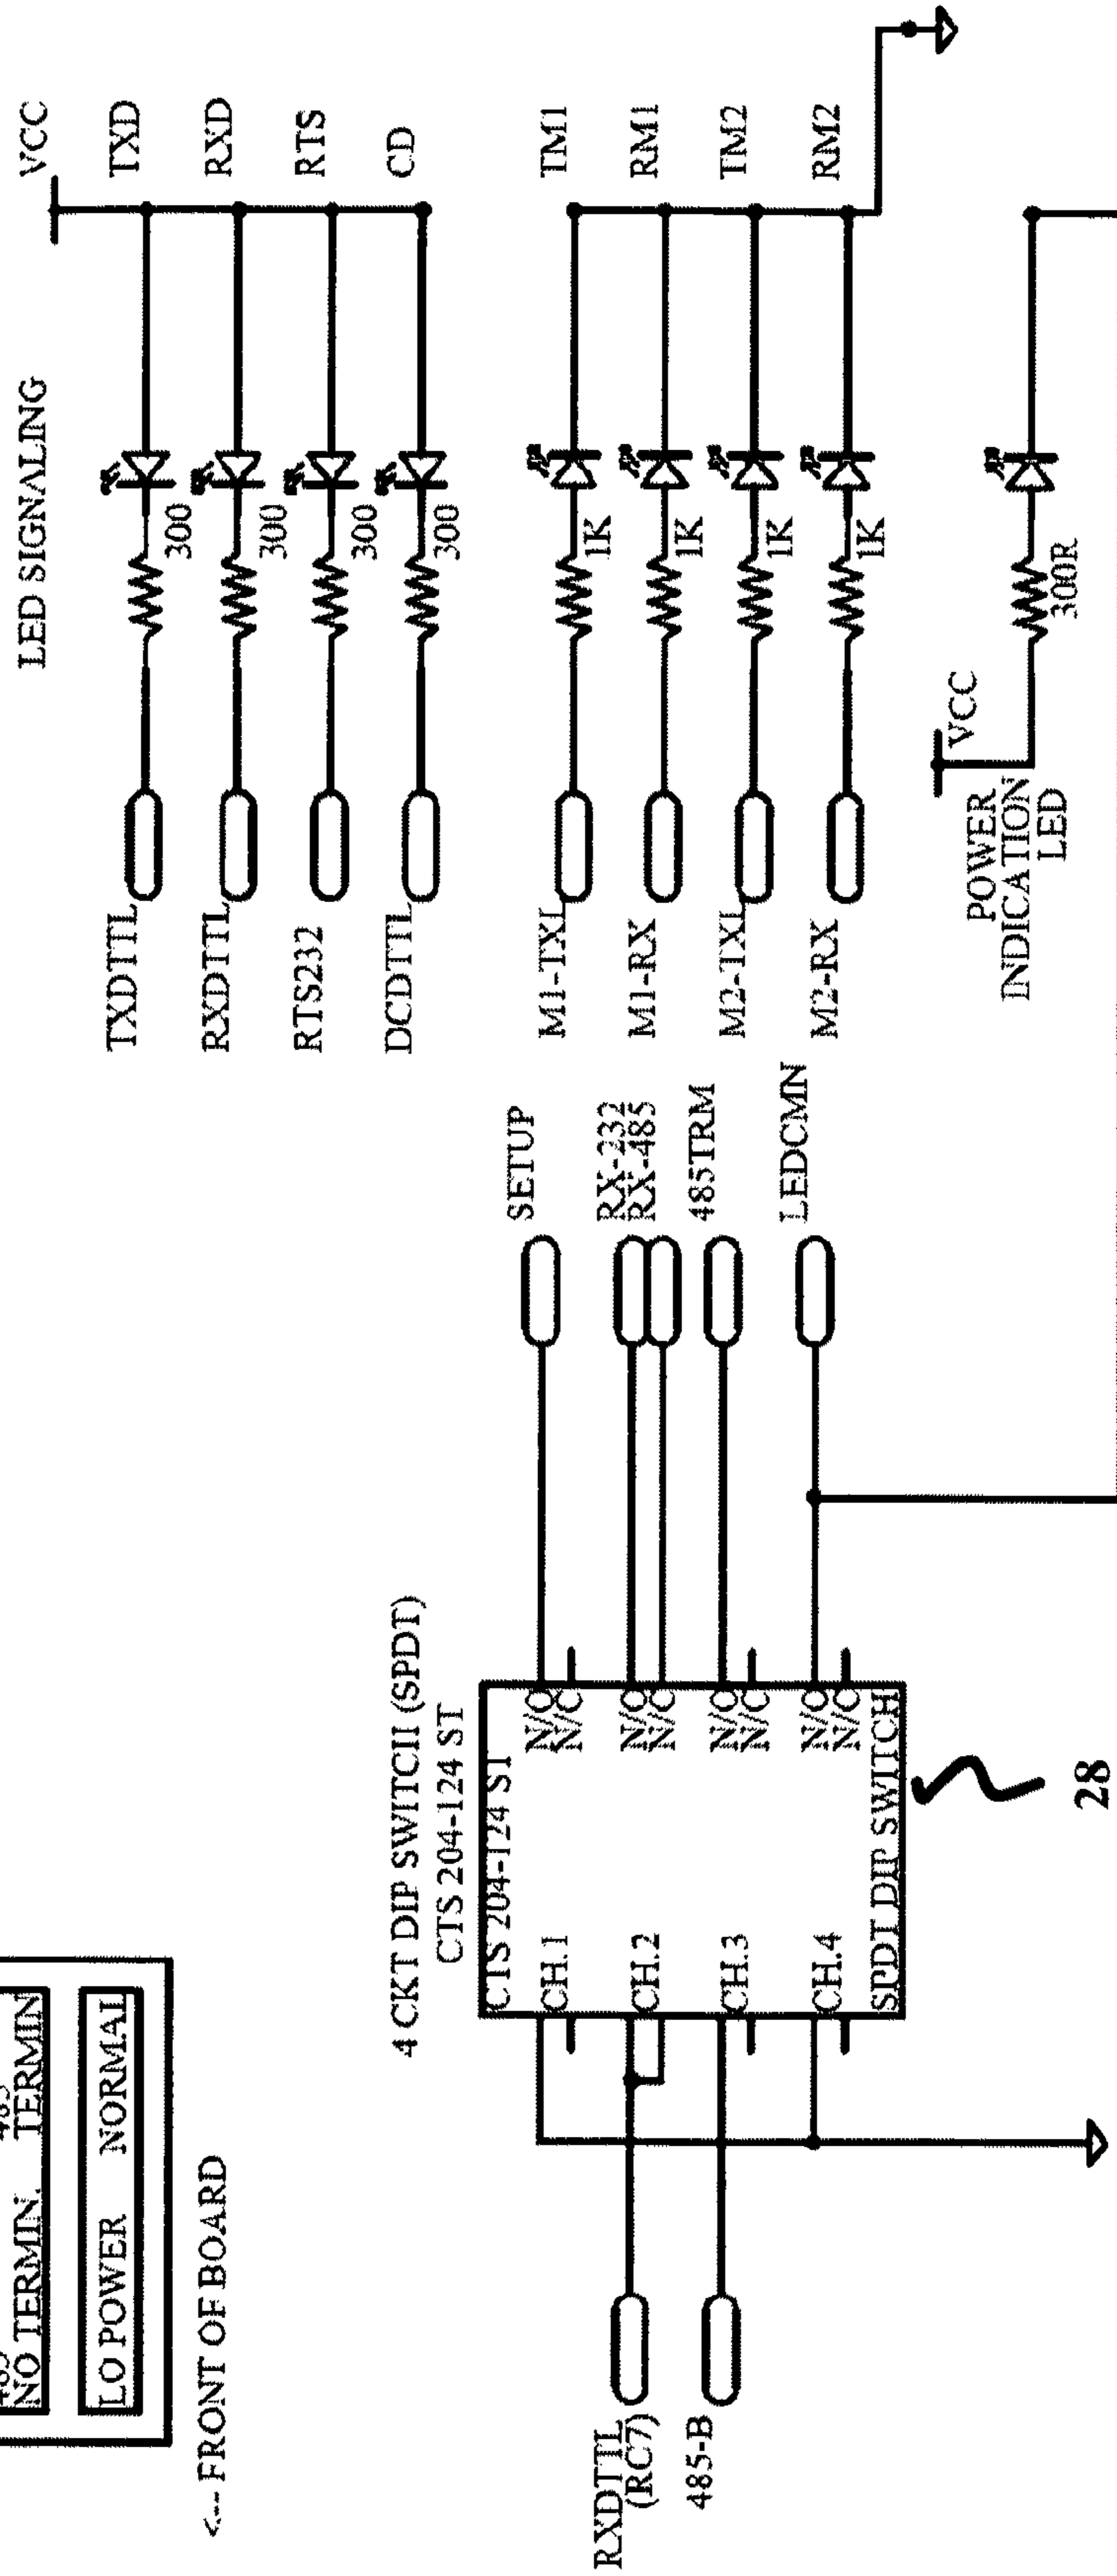 NO TERMIN. TERMIN
LO POWER NORMAL
<-- FRONT OF BOARD
4 CKT DIP SWITCH (SPDT)
CTS 204-124 ST
CTS 204-124 ST
CH.1
N/O
N/C
SETUP
RXDTTL
(RC7)
CH.2
N/O
N/C
RX-232
RX-485
485-B
CH.3
N/O
N/C
485TRM
CH.4
N/O
N/C
LEDCMN
SPDT DIP SWITCH
28
LED SIGNALING
VCC
TXDTTL
300
TXD
RXDTTL
300
RXD
RTS232
300
RTS
DCDTTL
300
CD
M1-TXL
1K
TM1
M1-RX
1K
RM1
M2-TXL
1K
TM2
M2-RX
1K
RM2
VCC
POWER
INDICATION
LED
300R